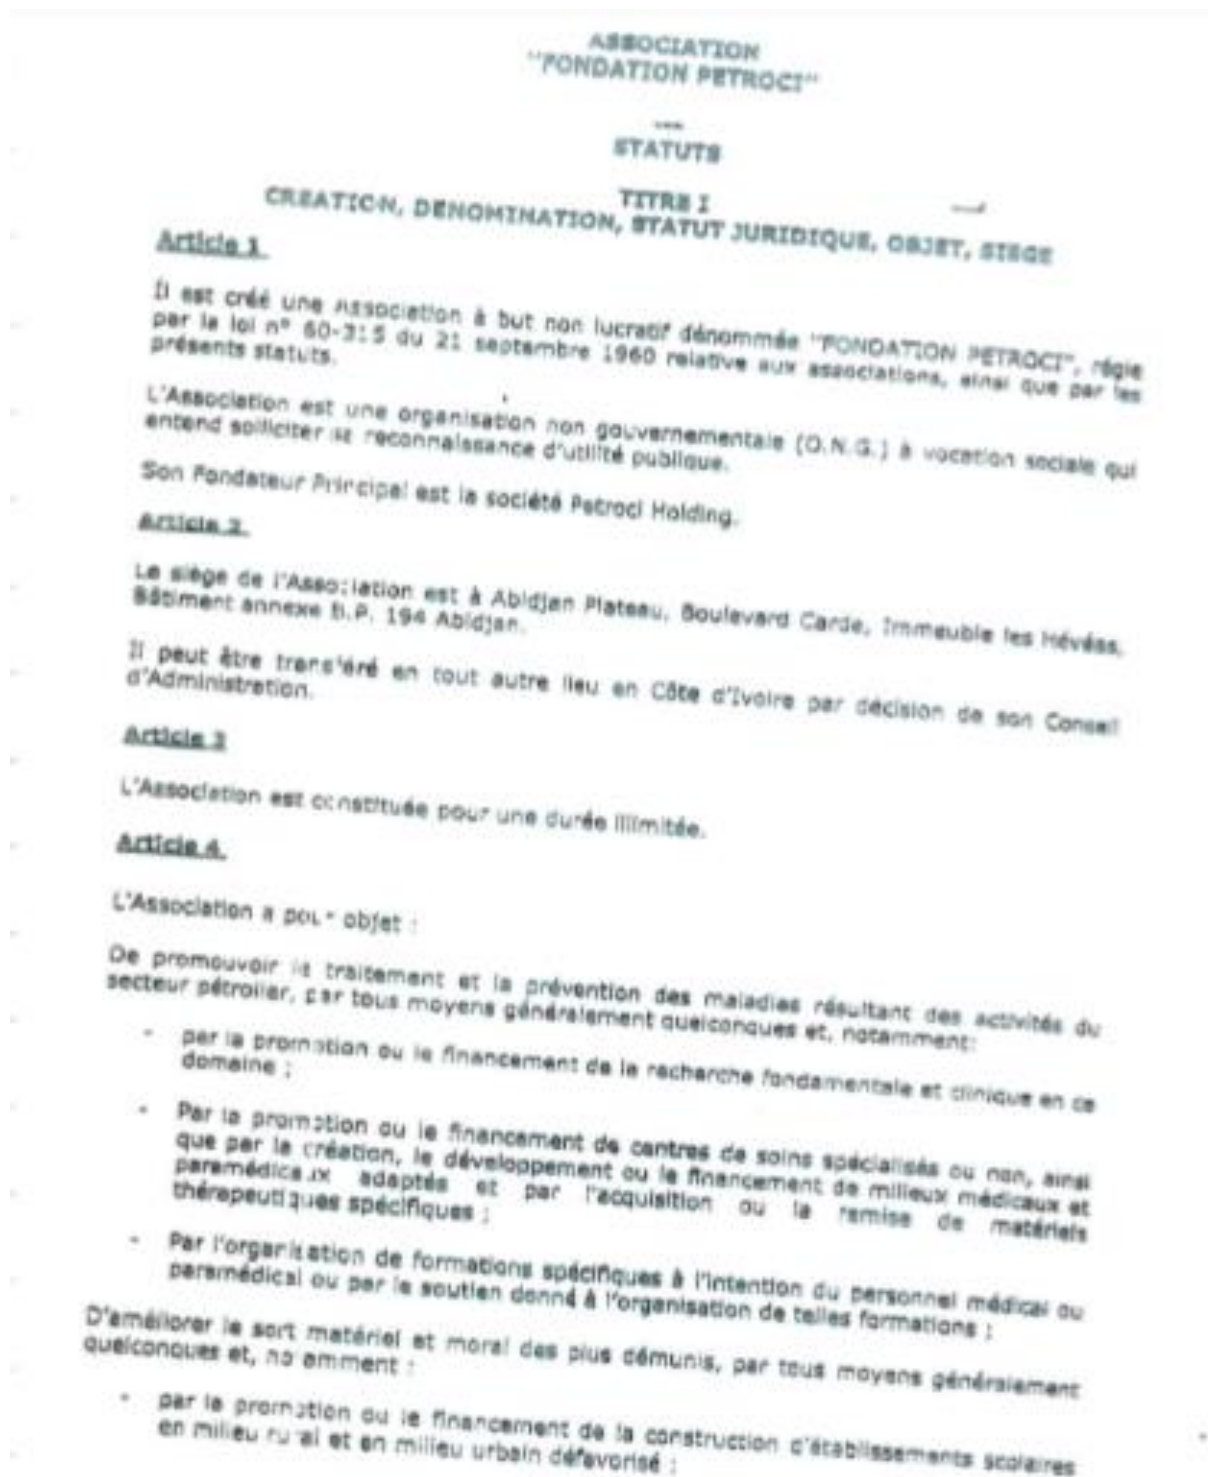 ASSOCIATION
"FONDATION PETROCI"
---
STATUTS
TITRE I
CREATION, DENOMINATION, STATUT JURIDIQUE, OBJET, SIEGE
Article 1
Il est créé une Association à but non lucratif dénommée "FONDATION PETROCI", régie
par la loi n° 60-315 du 21 septembre 1960 relative aux associations, ainsi que par les
présents statuts.
L'Association est une organisation non gouvernementale (O.N.G.) à vocation sociale qui
entend solliciter sa reconnaissance d'utilité publique.
Son Fondateur Principal est la société Petroci Holding.
Article 2
Le siège de l'Association est à Abidjan Plateau, Boulevard Carde, Immeuble les Hévéas,
Bâtiment annexe B.P. 194 Abidjan.
Il peut être transféré en tout autre lieu en Côte d'Ivoire par décision de son Conseil
d'Administration.
Article 3
L'Association est constituée pour une durée illimitée.
Article 4
L'Association a pour objet :
De promouvoir le traitement et la prévention des maladies résultant des activités du
secteur pétrolier, par tous moyens généralement quelconques et, notamment:
- par la promotion ou le financement de la recherche fondamentale et clinique en ce
domaine ;
- Par la promotion ou le financement de centres de soins spécialisés ou non, ainsi
que par la création, le développement ou le financement de milieux médicaux et
paramédicaux adaptés et par l'acquisition ou la remise de matériels
thérapeutiques spécifiques ;
- Par l'organisation de formations spécifiques à l'intention du personnel médical ou
paramédical ou par le soutien donné à l'organisation de telles formations ;
D'améliorer le sort matériel et moral des plus démunis, par tous moyens généralement
quelconques et, notamment :
- par la promotion ou le financement de la construction d'établissements scolaires
en milieu rural et en milieu urbain défavorisé ;